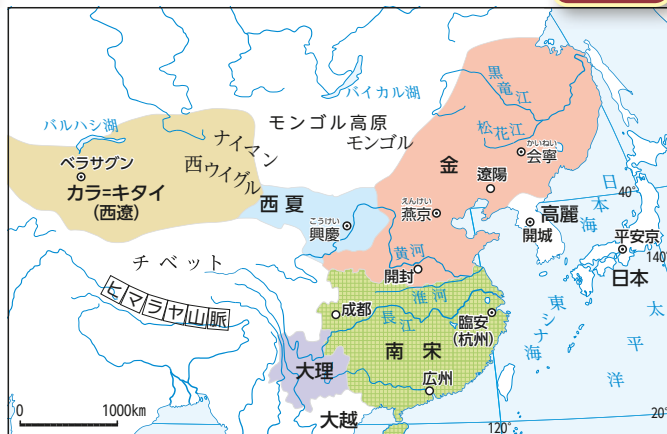 黒竜江
バイカル湖
モンゴル高原
モンゴル
松花江
かいねい
会寧
バルハシ湖
ナイマン
西ウイグル
ベラサグン
カラ=キタイ
(西遼)
金
遼陽
日本海
40°
西夏
えんけい
燕京
高麗
開城
こうけい
興慶
平安京
140°
チベット
黄河
開封
日本
ヒマラヤ山脈
淮河
成都
長江
臨安
(杭州)
東シナ海
太平洋
南宋
大理
広州
0
1000km
大越
120°
20°